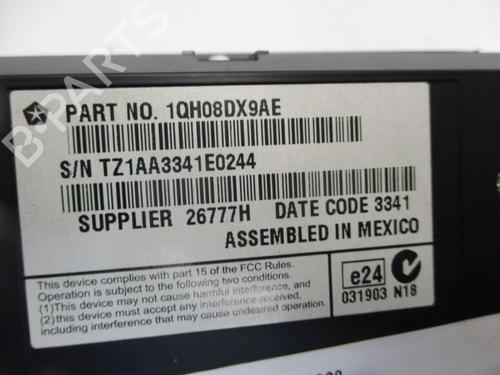 PART NO. 1QH08DX9AE
S/N TZ1AA3341E0244
SUPPLIER 26777H DATE CODE 3341
ASSEMBLED IN MEXICO
This device complies with part 15 of the FCC Rules.
Operation is subject to the following two conditions.
(1)This device may not cause harmful interference, and
(2)this device must accept any interference received,
including interference that may cause undesired operation.
e24
031903 N18
B-Parts